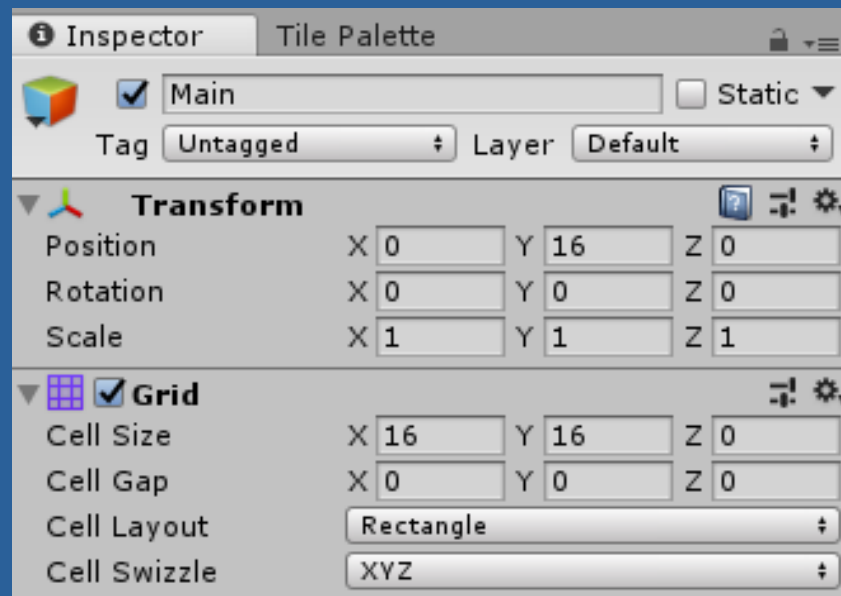 Inspector Tile Palette
Main Static
Tag Untagged Layer Default
Transform
Position X 0 Y 16 Z 0
Rotation X 0 Y 0 Z 0
Scale X 1 Y 1 Z 1
Grid
Cell Size X 16 Y 16 Z 0
Cell Gap X 0 Y 0 Z 0
Cell Layout Rectangle
Cell Swizzle XYZ